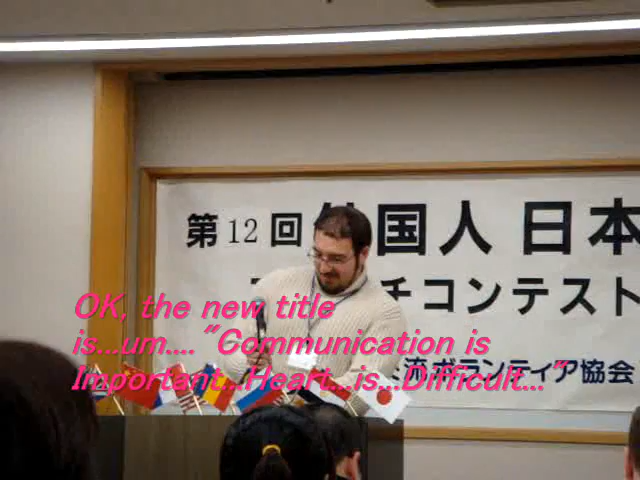 第12回 外国人日本
チコンテスト
流ボランティア協会
OK, the new title
is...um...."Communication is
Important...Heart...is...Difficult..."